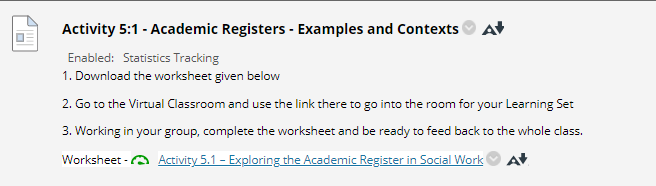 Activity 5:1 - Academic Registers - Examples and Contexts
Enabled: Statistics Tracking
1. Download the worksheet given below
2. Go to the Virtual Classroom and use the link there to go into the room for your Learning Set
3. Working in your group, complete the worksheet and be ready to feed back to the whole class.
Worksheet - Activity 5.1 – Exploring the Academic Register in Social Work